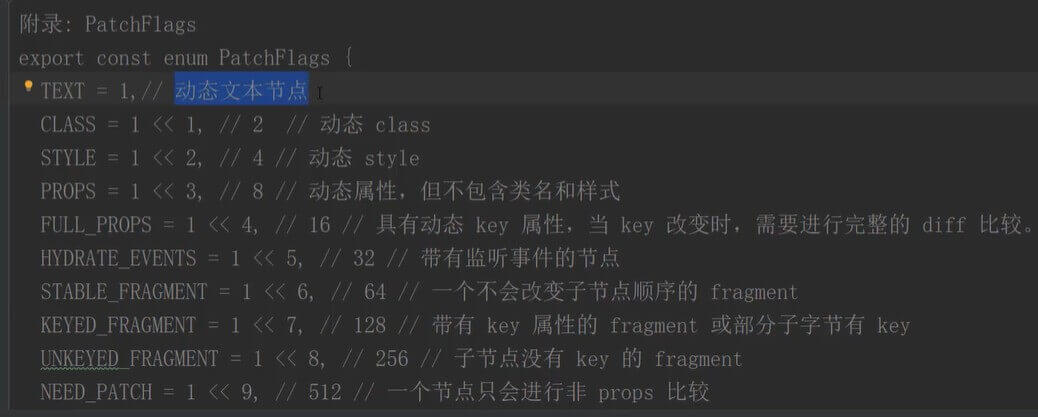 附录: PatchFlags
export const enum PatchFlags {
TEXT = 1,// 动态文本节点
CLASS = 1 << 1, // 2  // 动态 class
STYLE = 1 << 2, // 4 // 动态 style
PROPS = 1 << 3, // 8 // 动态属性，但不包含类名和样式
FULL_PROPS = 1 << 4, // 16 // 具有动态 key 属性，当 key 改变时，需要进行完整的 diff 比较。
HYDRATE_EVENTS = 1 << 5, // 32 // 带有监听事件的节点
STABLE_FRAGMENT = 1 << 6, // 64 // 一个不会改变子节点顺序的 fragment
KEYED_FRAGMENT = 1 << 7, // 128 // 带有 key 属性的 fragment 或部分子字节有 key
UNKEYED_FRAGMENT = 1 << 8, // 256 // 子节点没有 key 的 fragment
NEED_PATCH = 1 << 9, // 512 // 一个节点只会进行非 props 比较